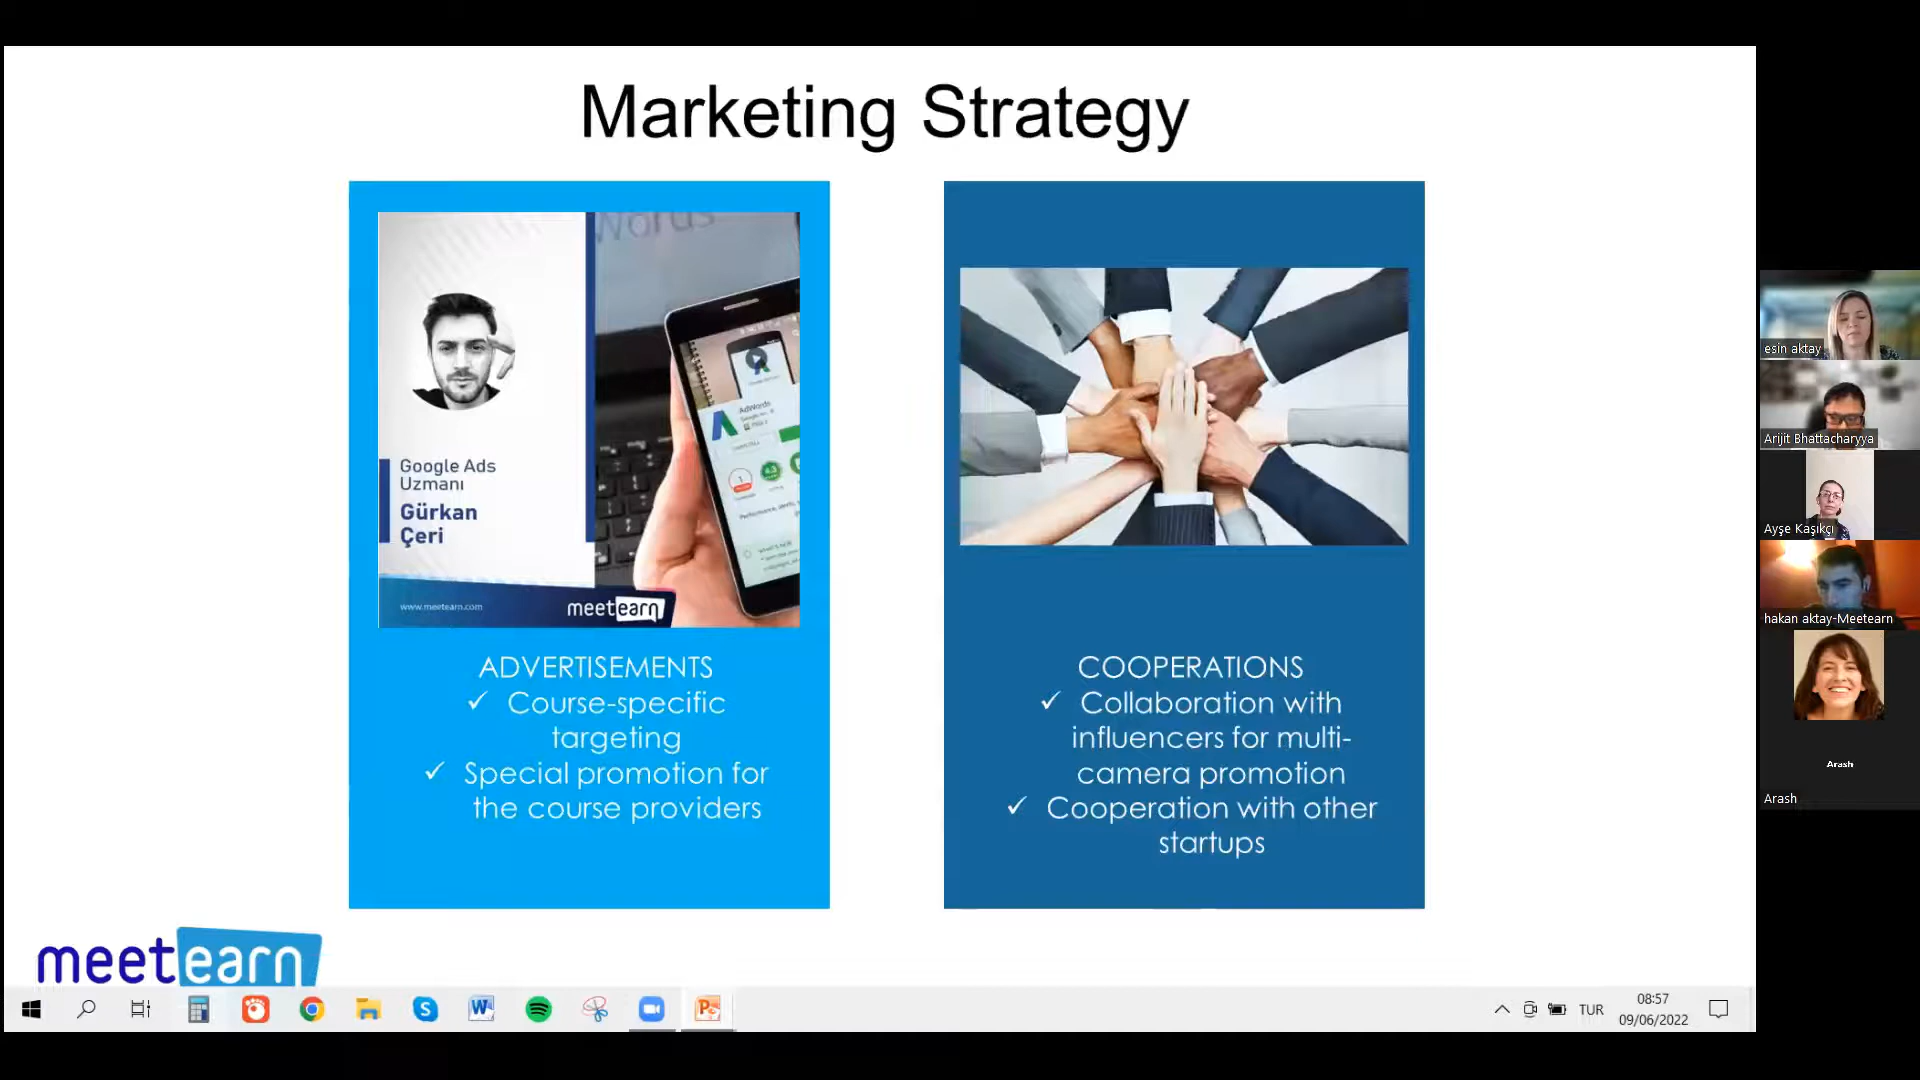 Marketing Strategy
Words
AdWords
Google Ads
Uzmanı
Gürkan
Çeri
www.meetearn.com
meetearn
ADVERTISEMENTS
✓ Course-specific
targeting
✓ Special promotion for
the course providers
COOPERATIONS
✓ Collaboration with
influencers for multi-
camera promotion
✓ Cooperation with other
startups
meetearn
esin aktay
Arijit Bhattacharyya
Ayşe Kaşıkçı
hakan aktay-Meetearn
Arash
Arash
TUR
08:57
09/06/2022